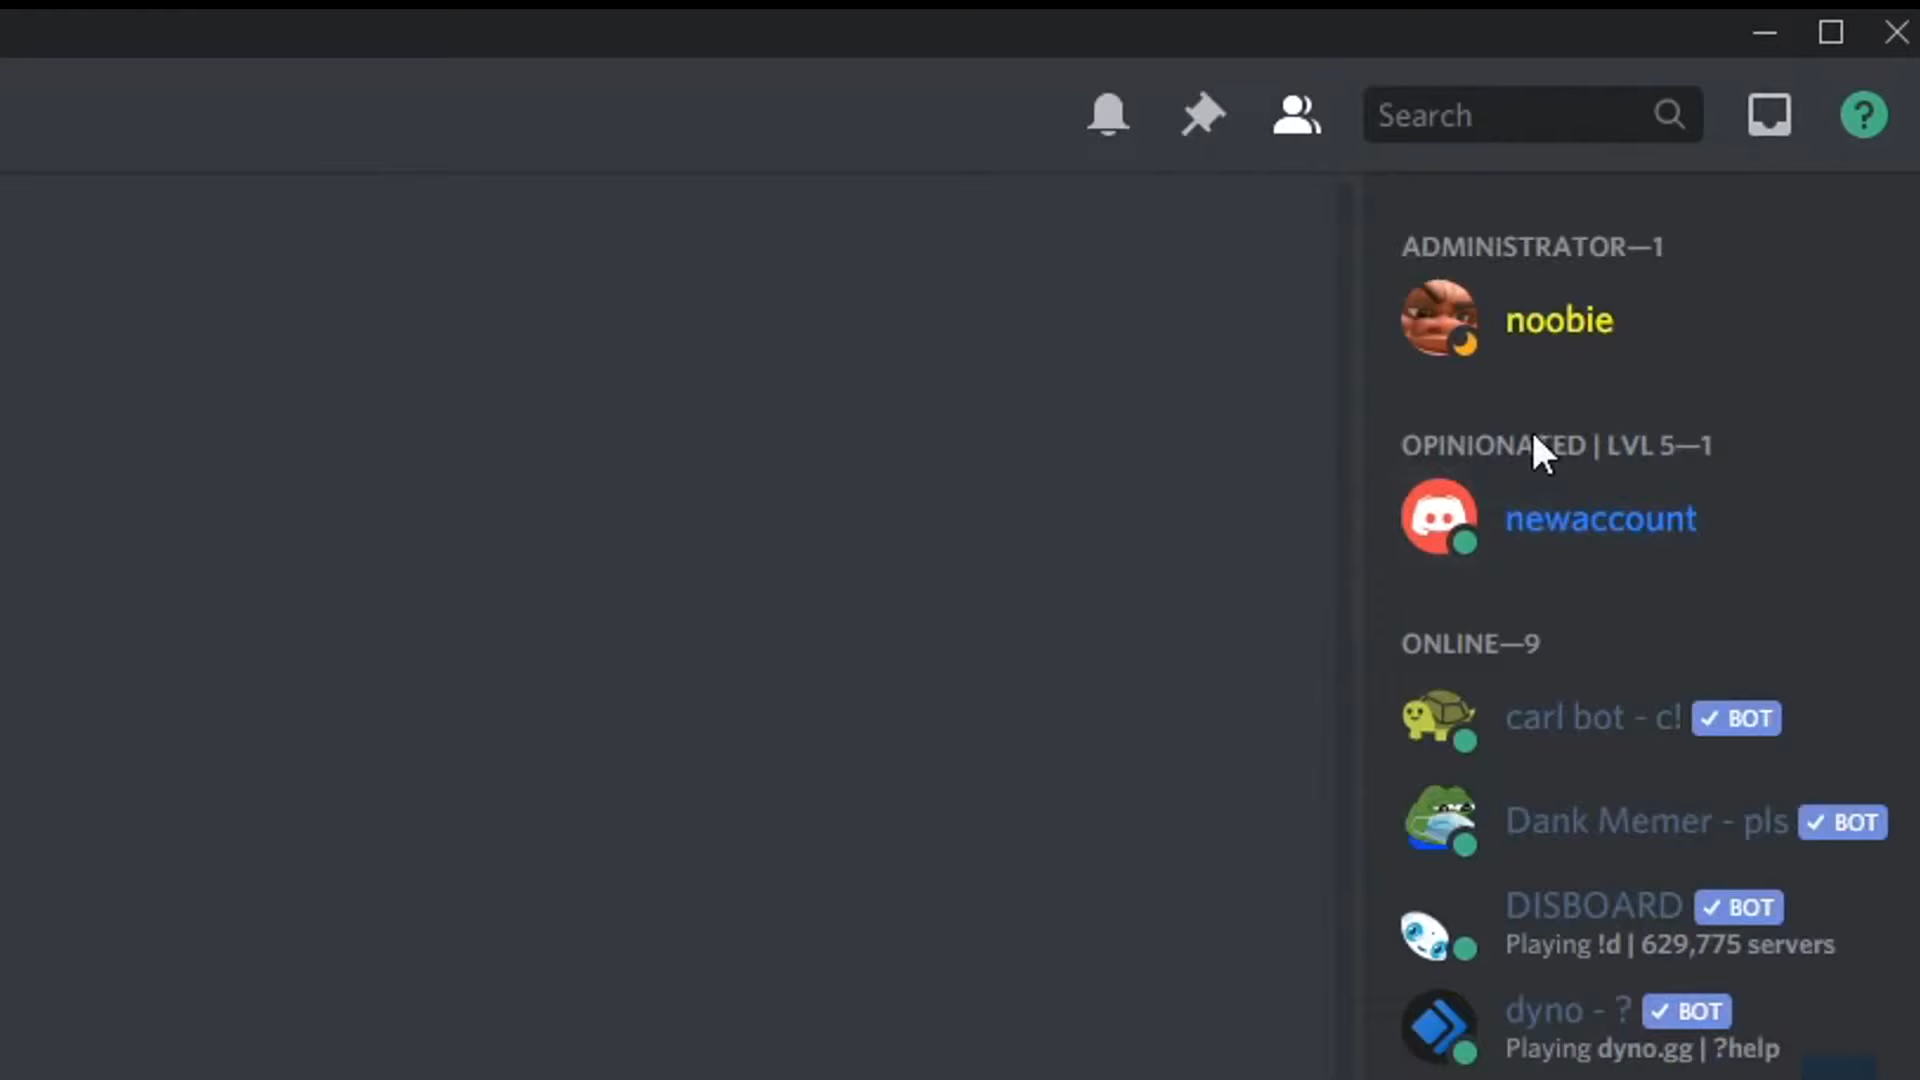 Search
?
ADMINISTRATOR—1
noobie
OPINIONATED | LVL 5—1
newaccount
ONLINE—9
carl bot - c! ✓ BOT
Dank Memer - pls ✓ BOT
DISBOARD ✓ BOT
Playing !d | 629,775 servers
dyno - ? ✓ BOT
Playing dyno.gg | ?help